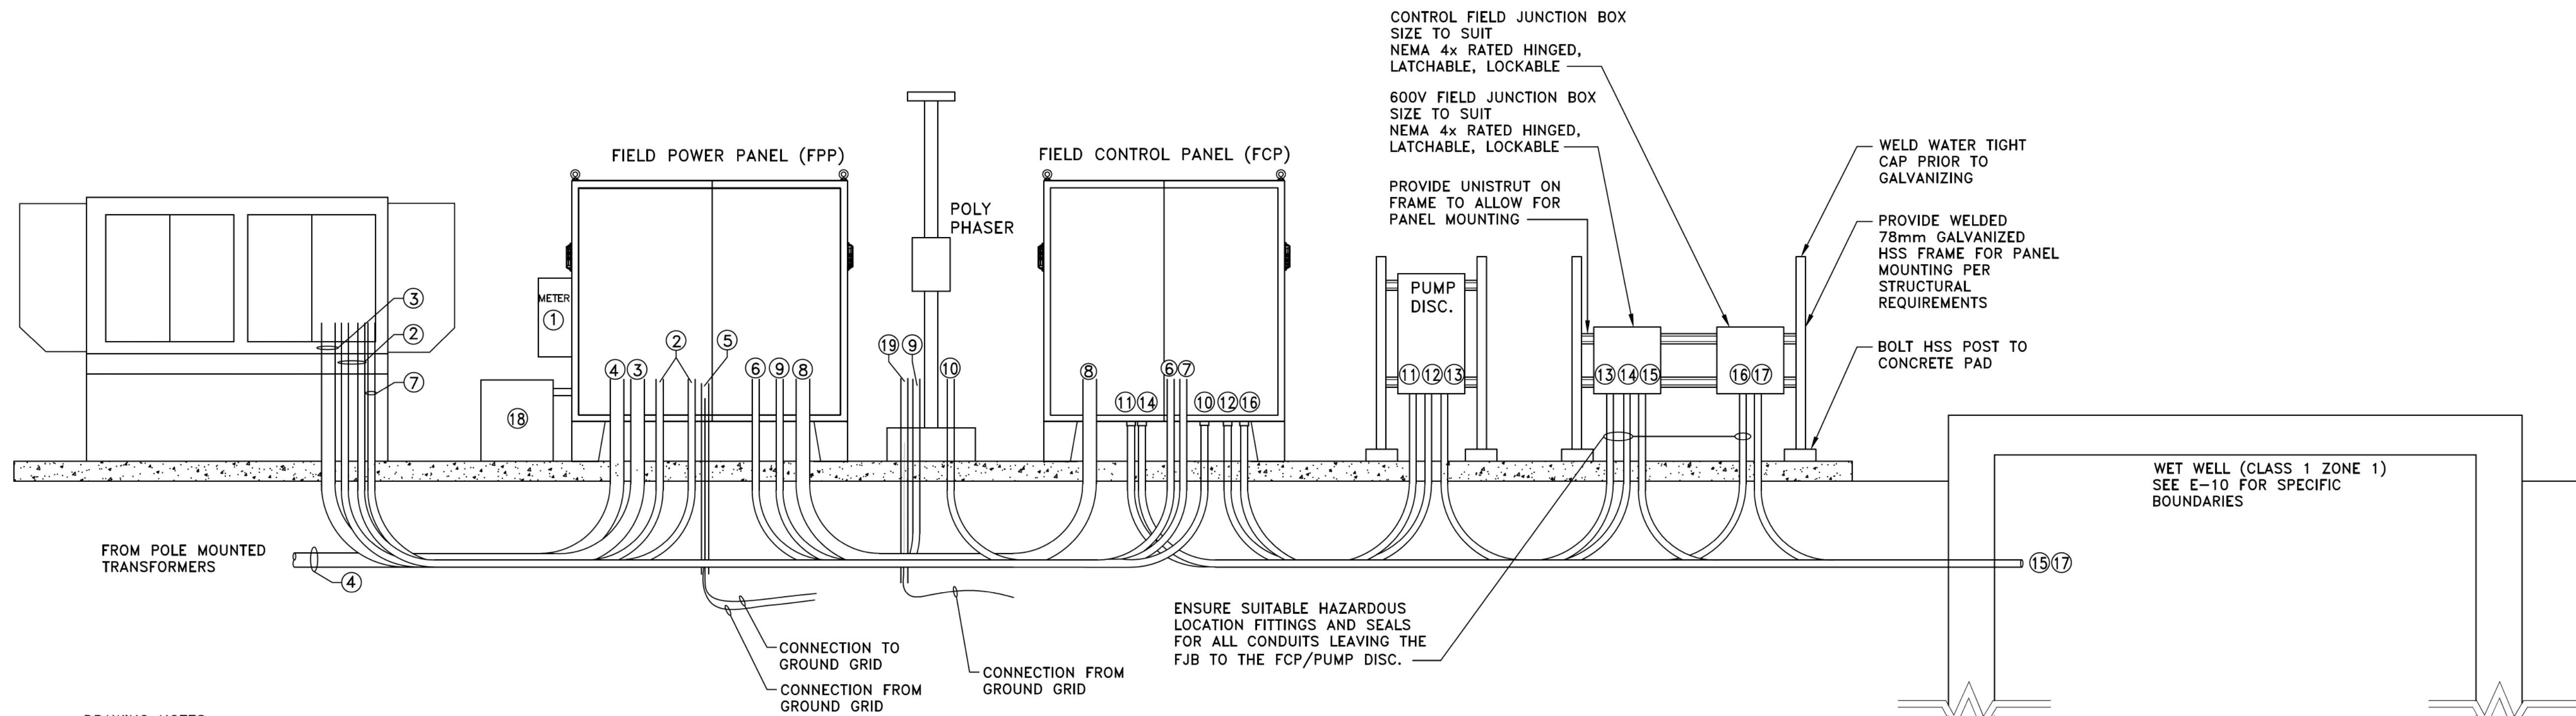 CONTROL FIELD JUNCTION BOX
SIZE TO SUIT
NEMA 4x RATED HINGED,
LATCHABLE, LOCKABLE
600V FIELD JUNCTION BOX
SIZE TO SUIT
NEMA 4x RATED HINGED,
LATCHABLE, LOCKABLE
PROVIDE UNISTRUT ON
FRAME TO ALLOW FOR
PANEL MOUNTING
WELD WATER TIGHT
CAP PRIOR TO
GALVANIZING
PROVIDE WELDED
78mm GALVANIZED
HSS FRAME FOR PANEL
MOUNTING PER
STRUCTURAL
REQUIREMENTS
BOLT HSS POST TO
CONCRETE PAD
FIELD POWER PANEL (FPP)
POLY
PHASER
FIELD CONTROL PANEL (FCP)
PUMP
DISC.
METER
1
3
2
7
18
4 3 2 5 6 9 8
19 9 10
8 11 14 6 7 10 12 16
11 12 13
13 14 15
16 17
WET WELL (CLASS 1 ZONE 1)
SEE E-10 FOR SPECIFIC
BOUNDARIES
FROM POLE MOUNTED
TRANSFORMERS
4
15 17
CONNECTION TO
GROUND GRID
CONNECTION FROM
GROUND GRID
CONNECTION FROM
GROUND GRID
ENSURE SUITABLE HAZARDOUS
LOCATION FITTINGS AND SEALS
FOR ALL CONDUITS LEAVING THE
FJB TO THE FCP/PUMP DISC.